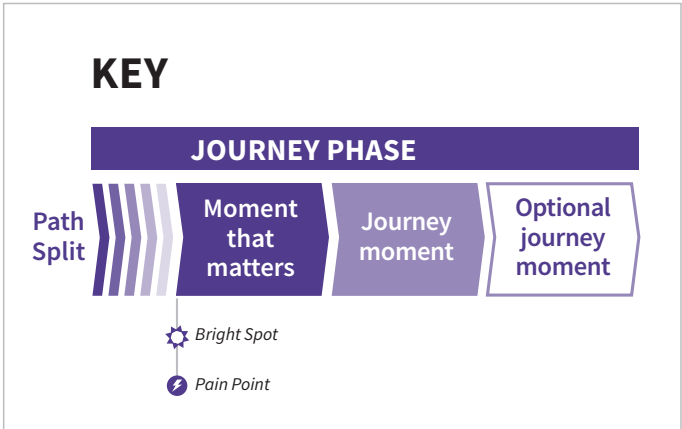 KEY
JOURNEY PHASE
Path
Split
Moment
that
matters
Journey
moment
Optional
journey
moment
Bright Spot
Pain Point